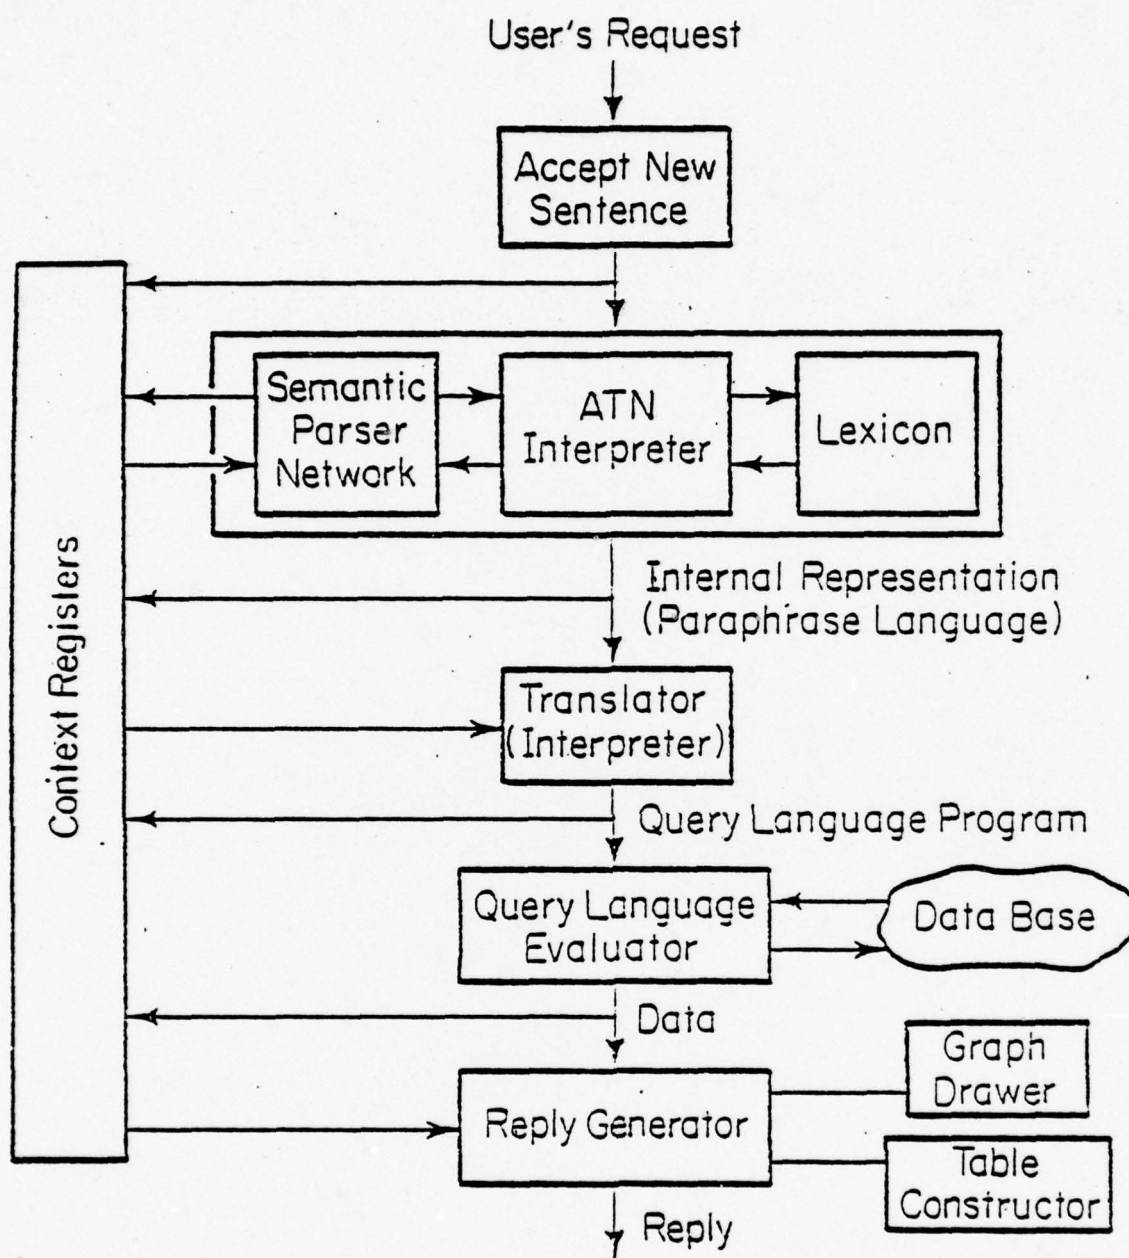 User's Request
Accept New
Sentence
Semantic
Parser
Network
ATN
Interpreter
Lexicon
Internal Representation
(Paraphrase Language)
Context Registers
Translator
(Interpreter)
Query Language Program
Query Language
Evaluator
Data Base
Data
Graph
Drawer
Reply Generator
Table
Constructor
Reply